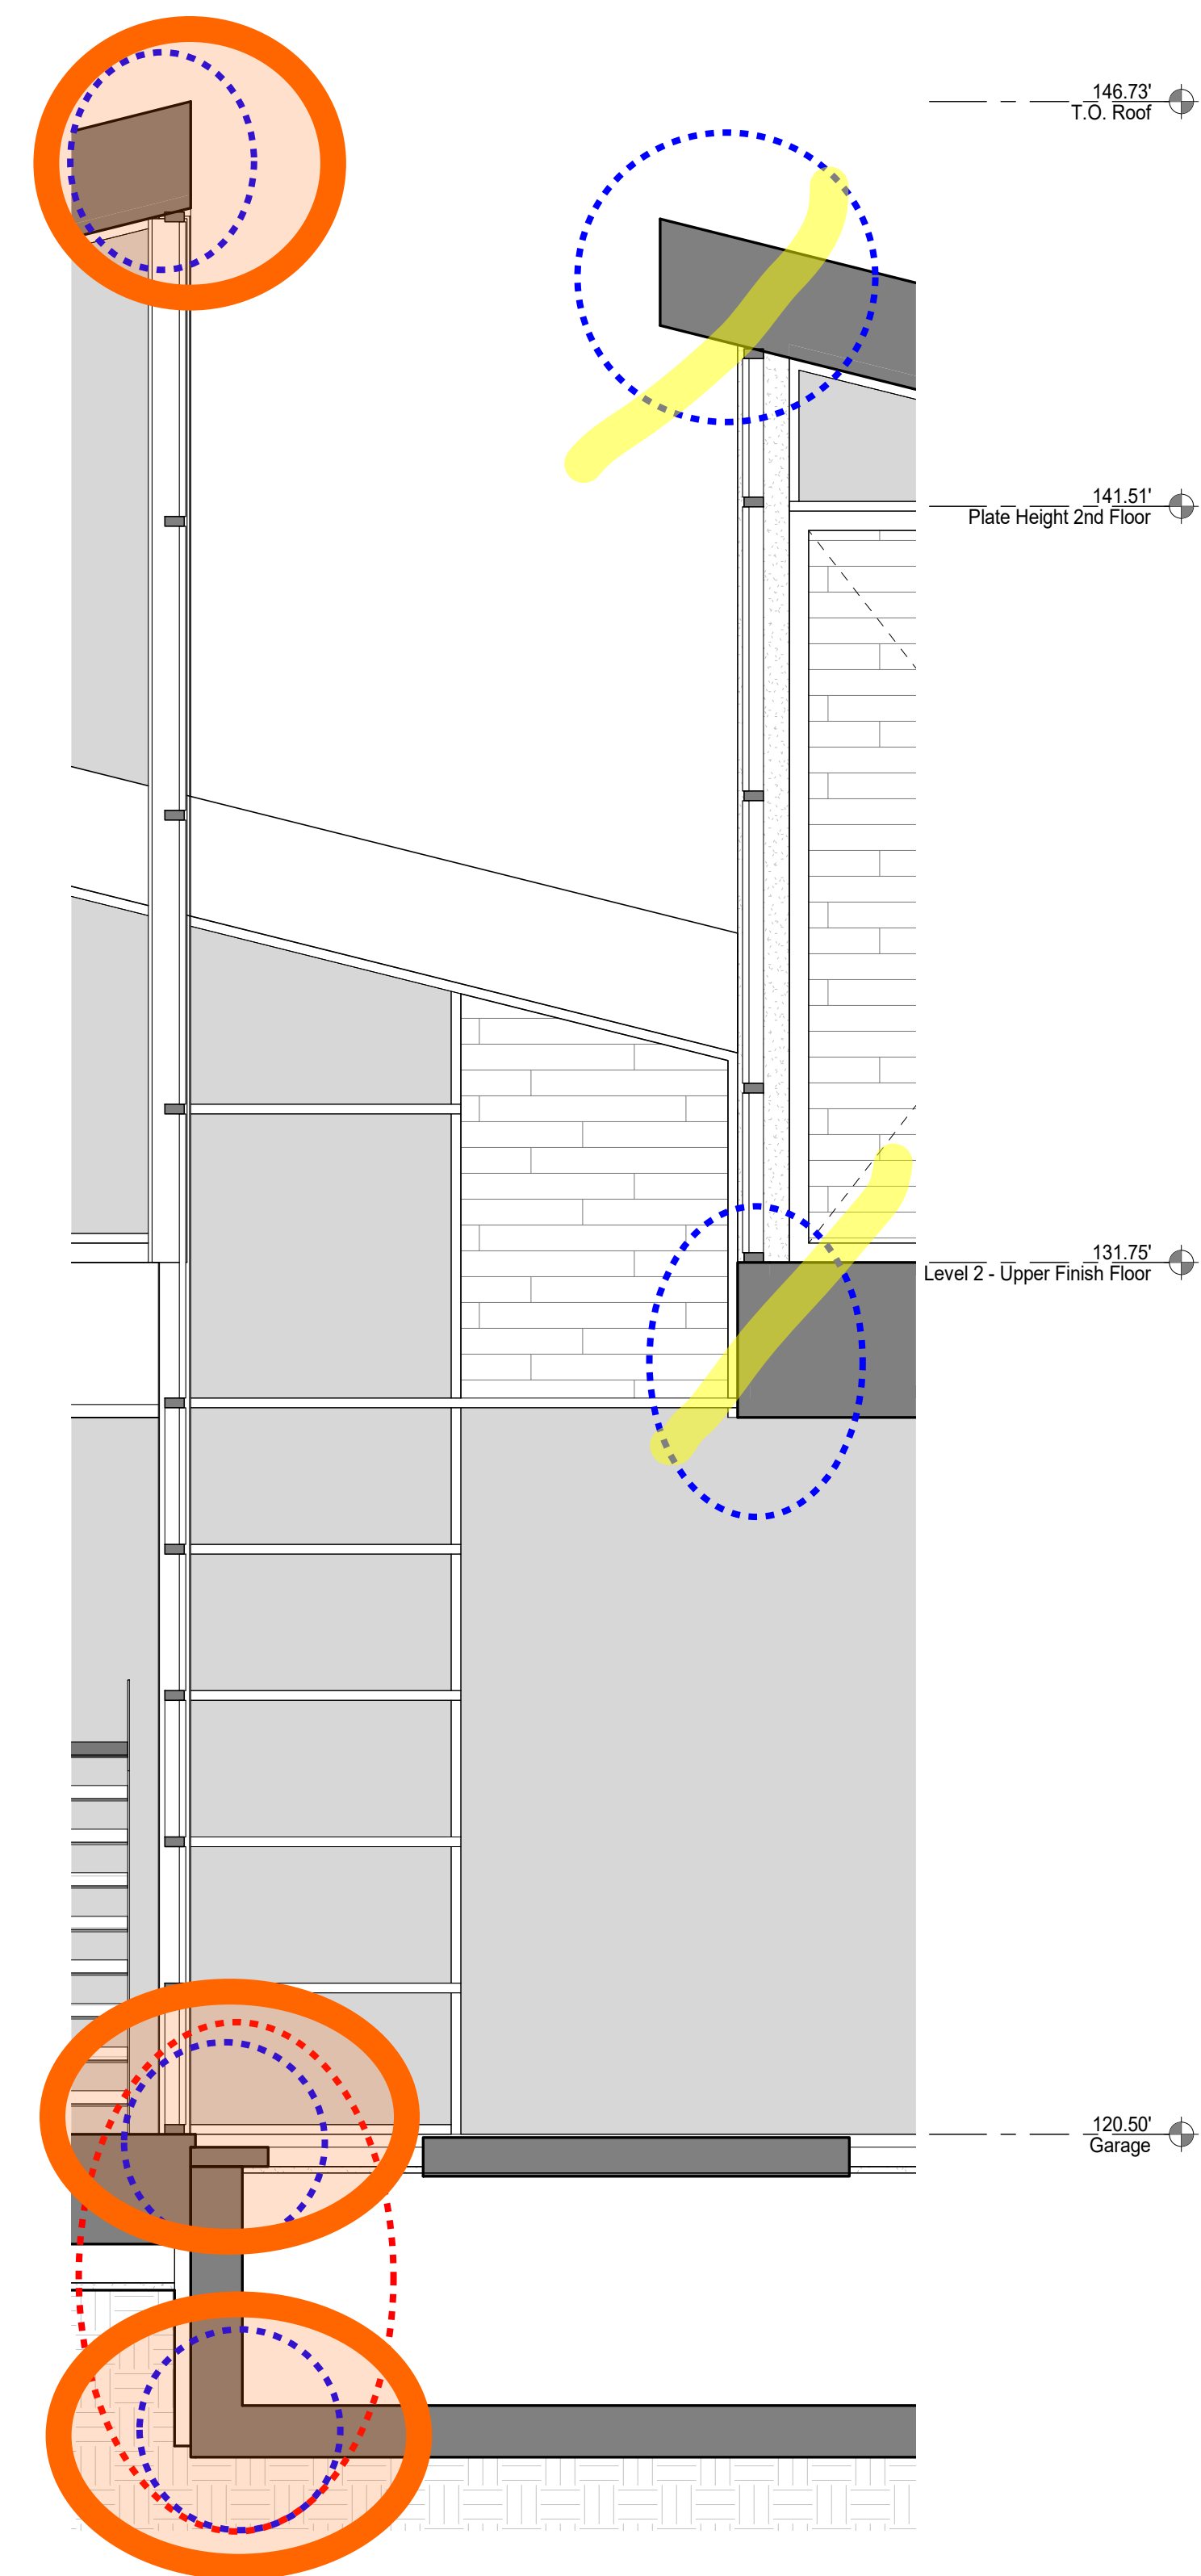 146.73'
T.O. Roof
141.51'
Plate Height 2nd Floor
131.75'
Level 2 - Upper Finish Floor
120.50'
Garage